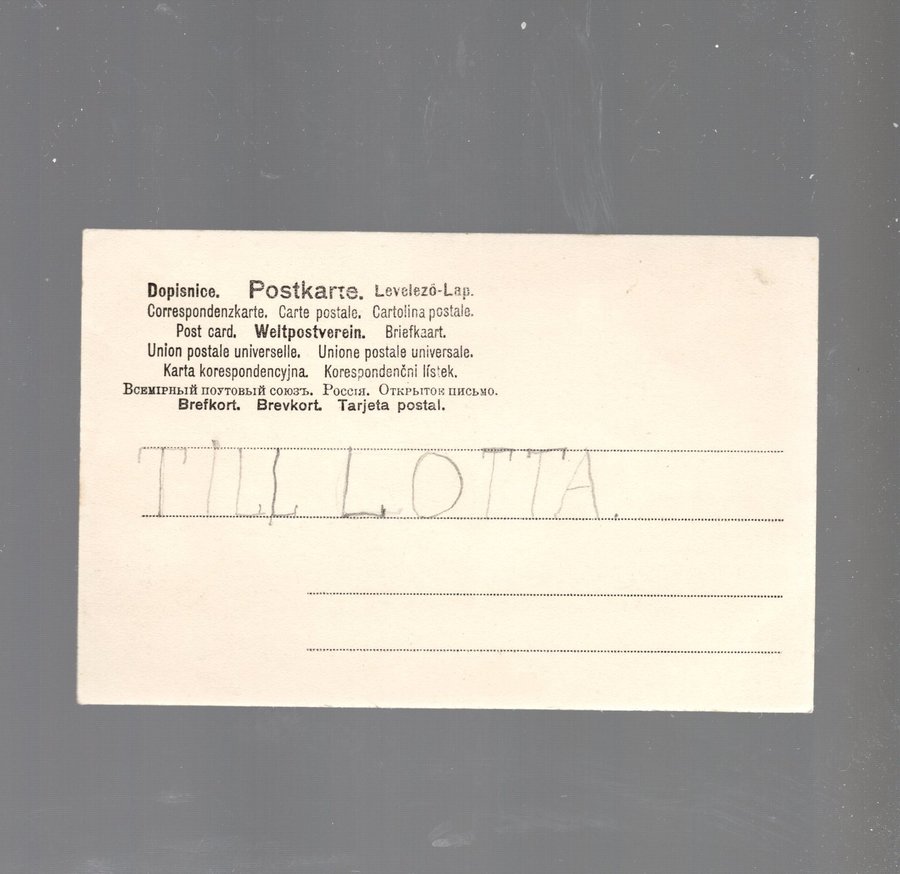 Dopisnice. Postkarte. Levelező-Lap.
Correspondenzkarte. Carte postale. Cartolina postale.
Post card. Weltpostverein. Briefkaart.
Union postale universelle. Unione postale universale.
Karta korespondencyjna. Korespondenční lístek.
Всемірный почтовый союзъ. Россія. Открытое письмо.
Brefkort. Brevkort. Tarjeta postal.
TILL LOTTA.